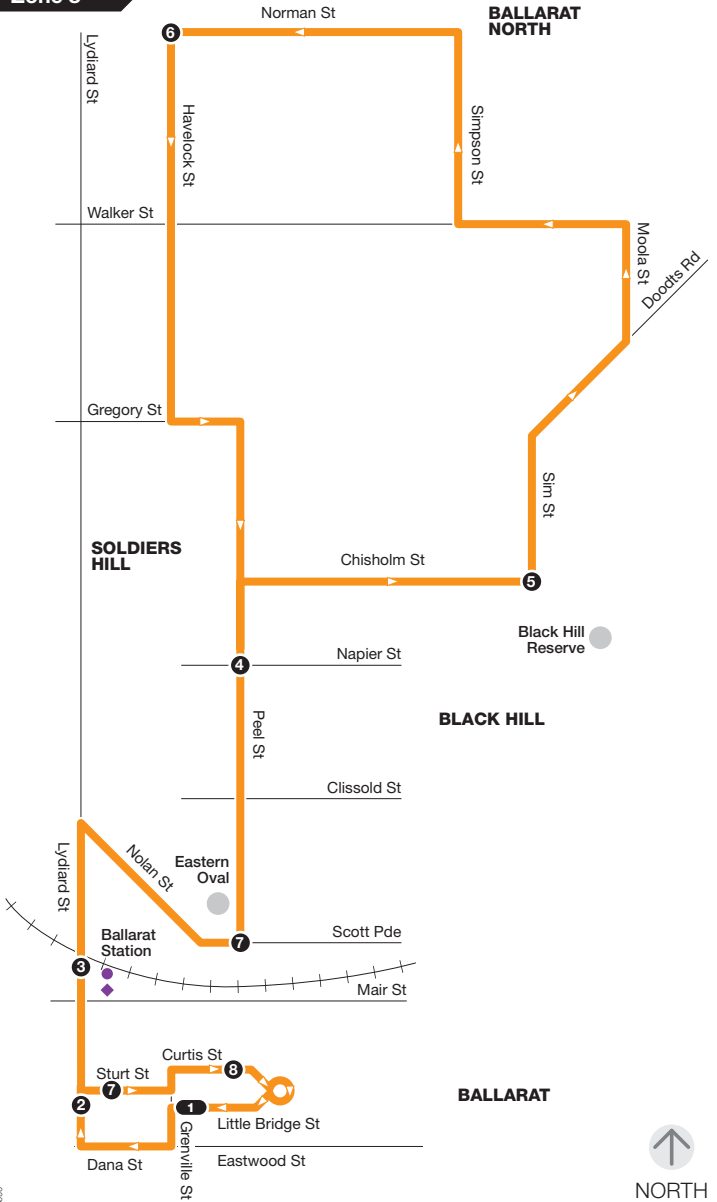 Norman St
BALLARAT
NORTH
6
Lydiard St
Havelock St
Simpson St
Walker St
Moola St
Doodts Rd
Gregory St
Sim St
SOLDIERS
HILL
Chisholm St
5
Black Hill
Reserve
Napier St
4
Peel St
BLACK HILL
Clissold St
Lydiard St
Nolan St
Eastern
Oval
Scott Pde
7
Ballarat
Station
3
Mair St
Curtis St
8
Sturt St
7
2
1
BALLARAT
Little Bridge St
Grenville St
Dana St
Eastwood St
NORTH